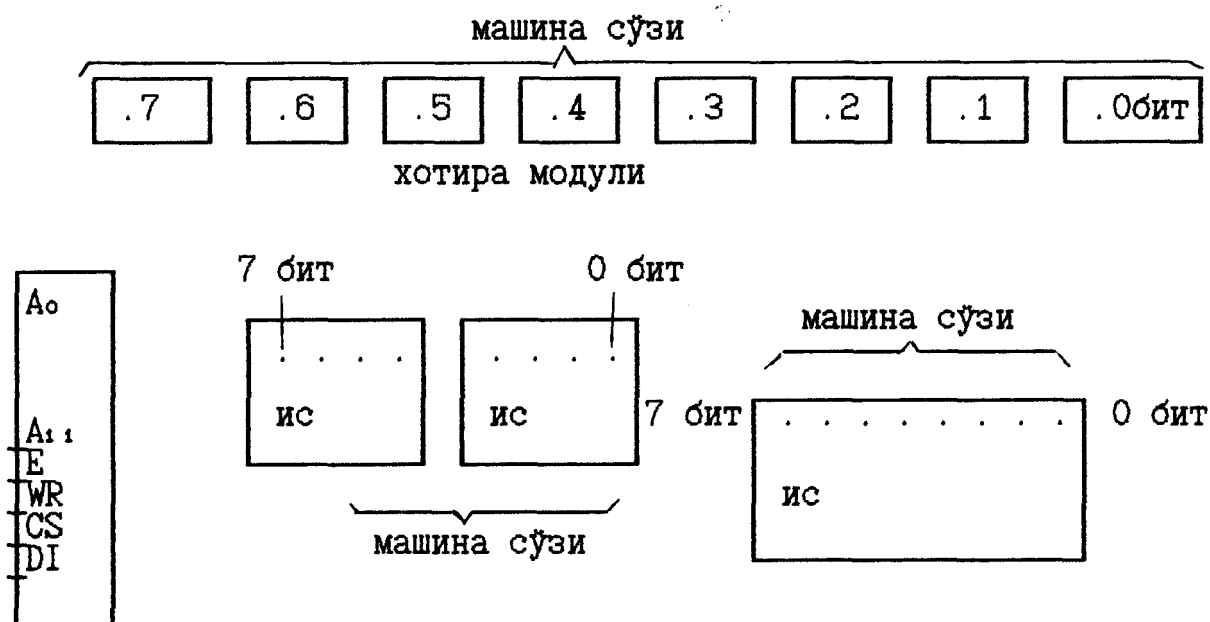 машина сўзи
.7 .6 .5 .4 .3 .2 .1 .0бит
хотира модули
7 бит 0 бит
A₀
A₁₁
E
WR
CS
DI
. . . . . . . .
ис ис
машина сўзи
машина сўзи
7 бит . . . . . . . . 0 бит
ис